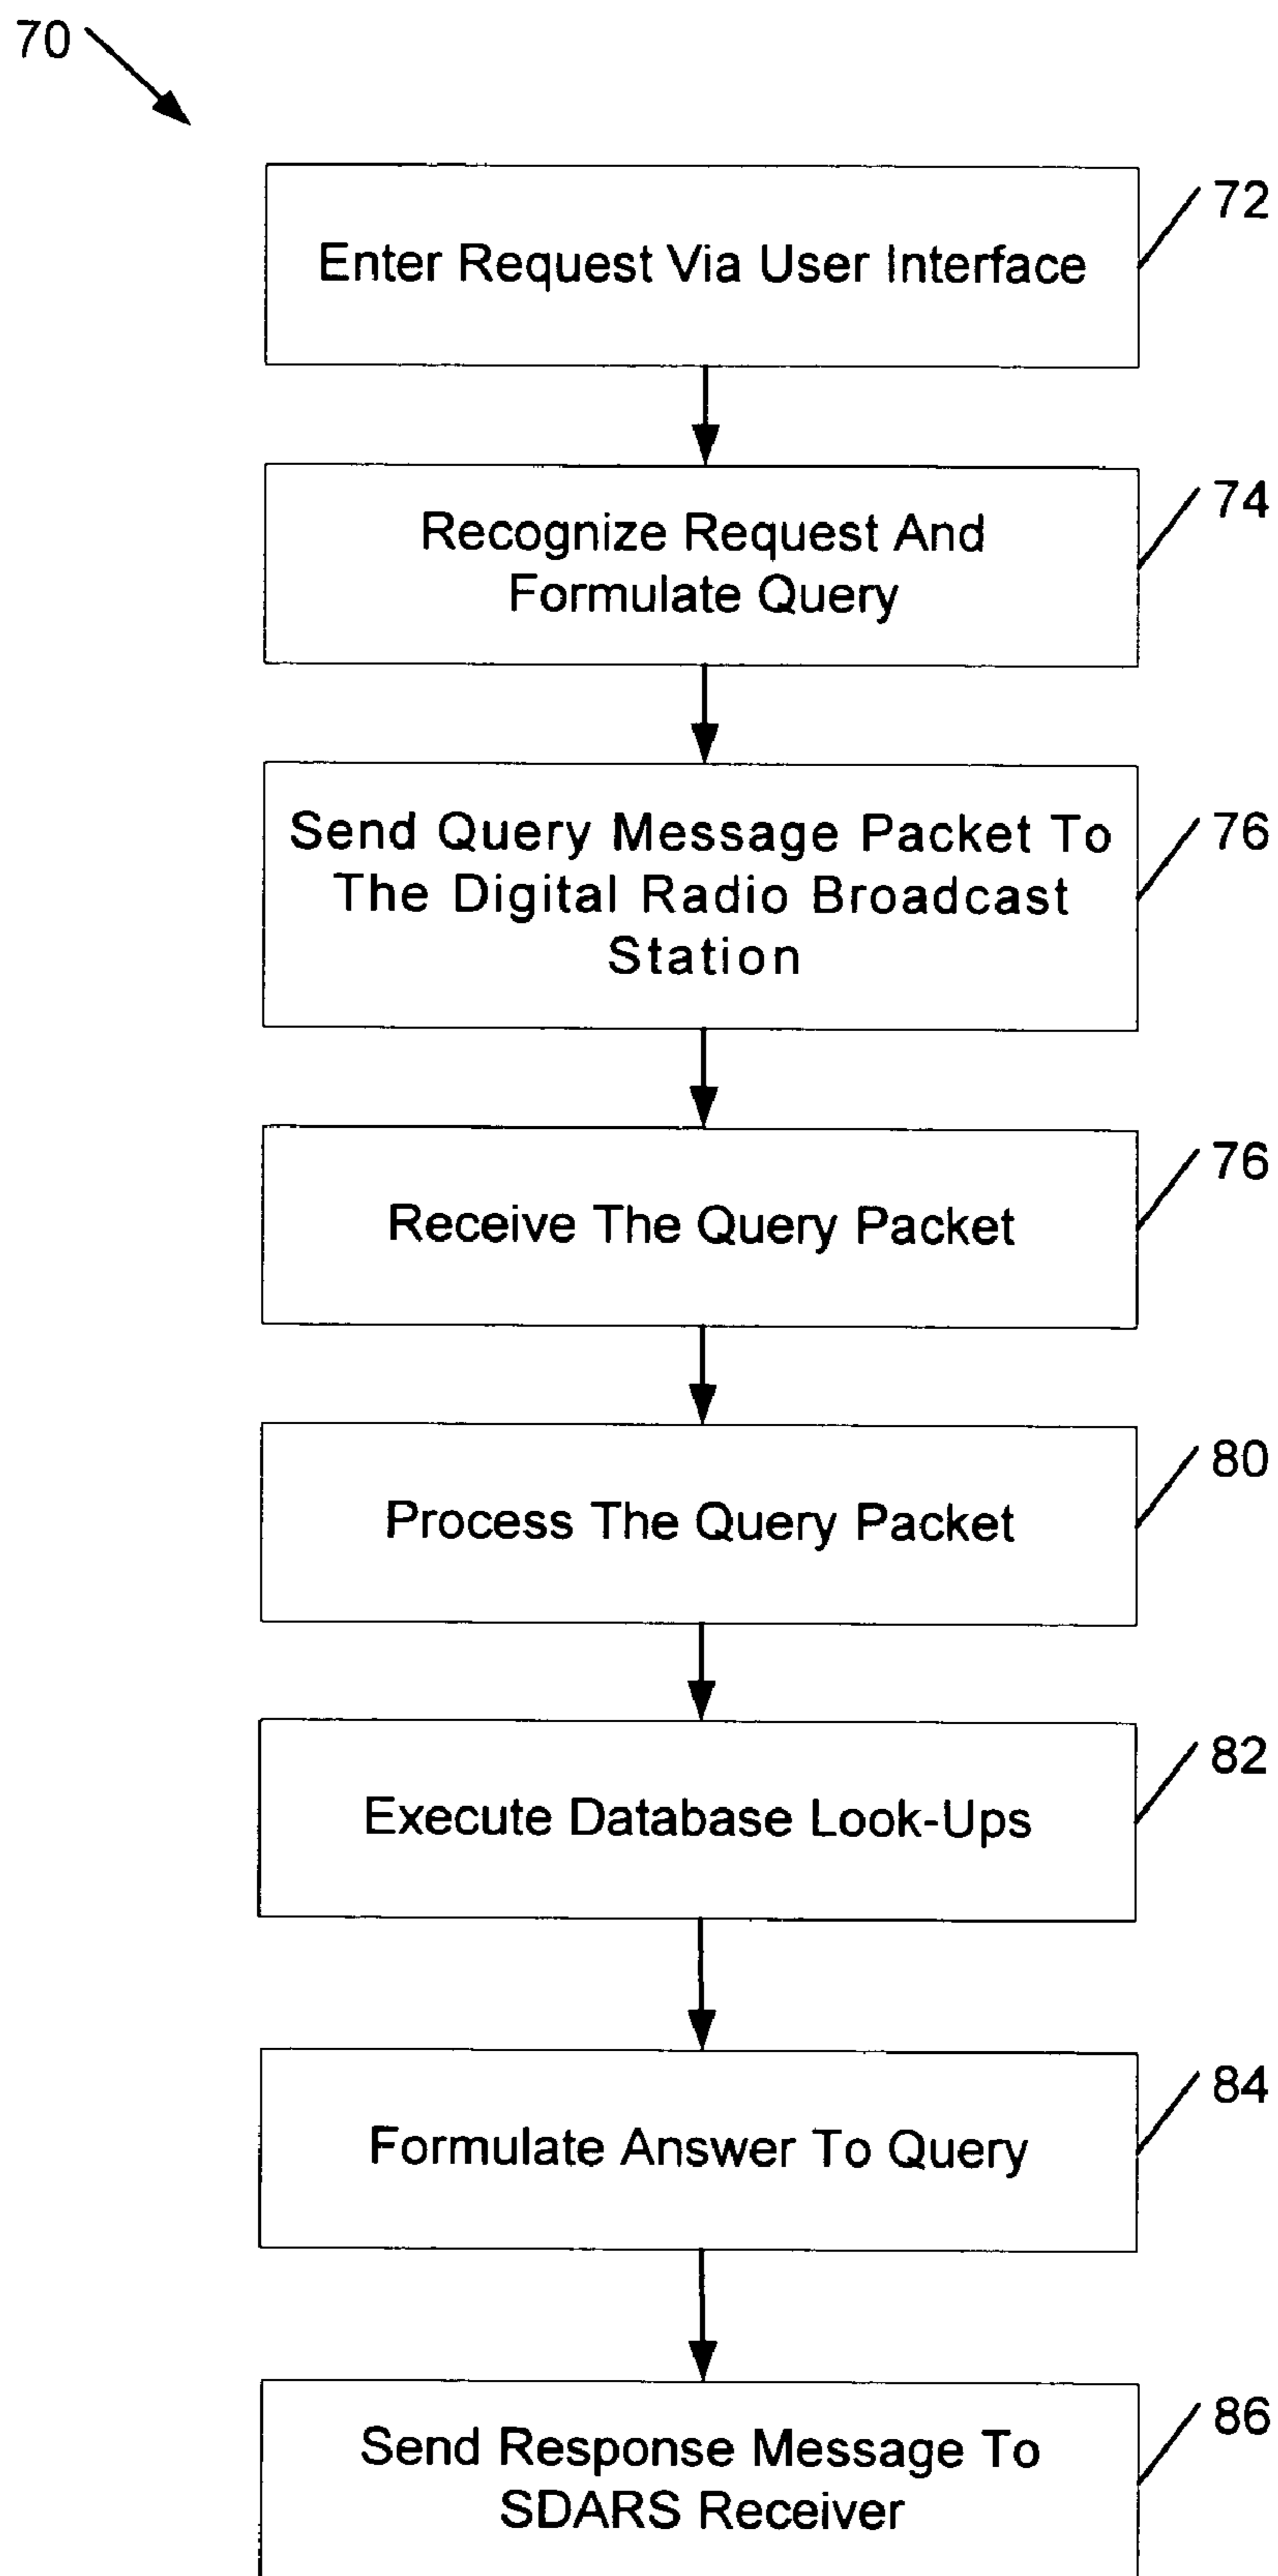 70
Enter Request Via User Interface
72
Recognize Request And
Formulate Query
74
Send Query Message Packet To
The Digital Radio Broadcast
Station
76
Receive The Query Packet
76
Process The Query Packet
80
Execute Database Look-Ups
82
Formulate Answer To Query
84
Send Response Message To
SDARS Receiver
86